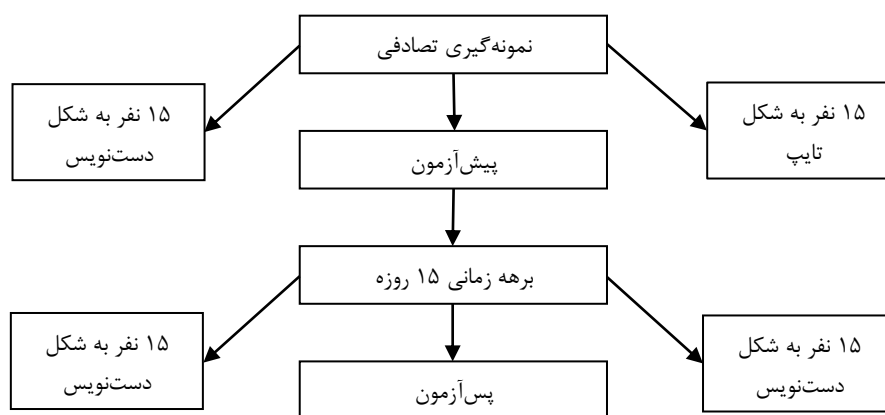 نمونه‌گیری تصادفی
۱۵ نفر به شکل
تایپ
۱۵ نفر به شکل
دست‌نویس
پیش‌آزمون
برهه زمانی ۱۵ روزه
۱۵ نفر به شکل
دست‌نویس
۱۵ نفر به شکل
دست‌نویس
پس‌آزمون